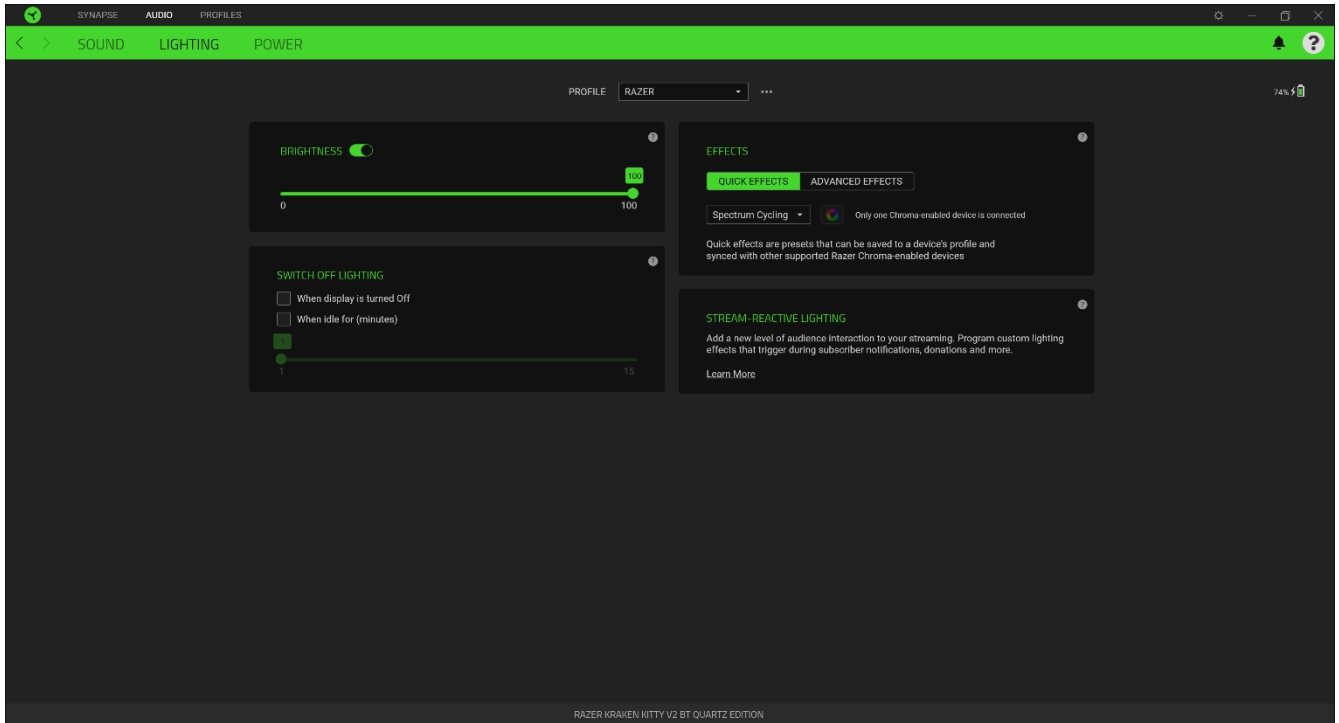 SYNAPSE AUDIO PROFILES
SOUND LIGHTING POWER
?
PROFILE RAZER
74%
BRIGHTNESS
?
100
0 100
SWITCH OFF LIGHTING
?
When display is turned Off
When idle for (minutes)
1
1 15
EFFECTS
?
QUICK EFFECTS ADVANCED EFFECTS
Spectrum Cycling Only one Chroma-enabled device is connected
Quick effects are presets that can be saved to a device's profile and
synced with other supported Razer Chroma-enabled devices
STREAM-REACTIVE LIGHTING
?
Add a new level of audience interaction to your streaming. Program custom lighting
effects that trigger during subscriber notifications, donations and more.
Learn More
RAZER KRAKEN KITTY V2 BT QUARTZ EDITION